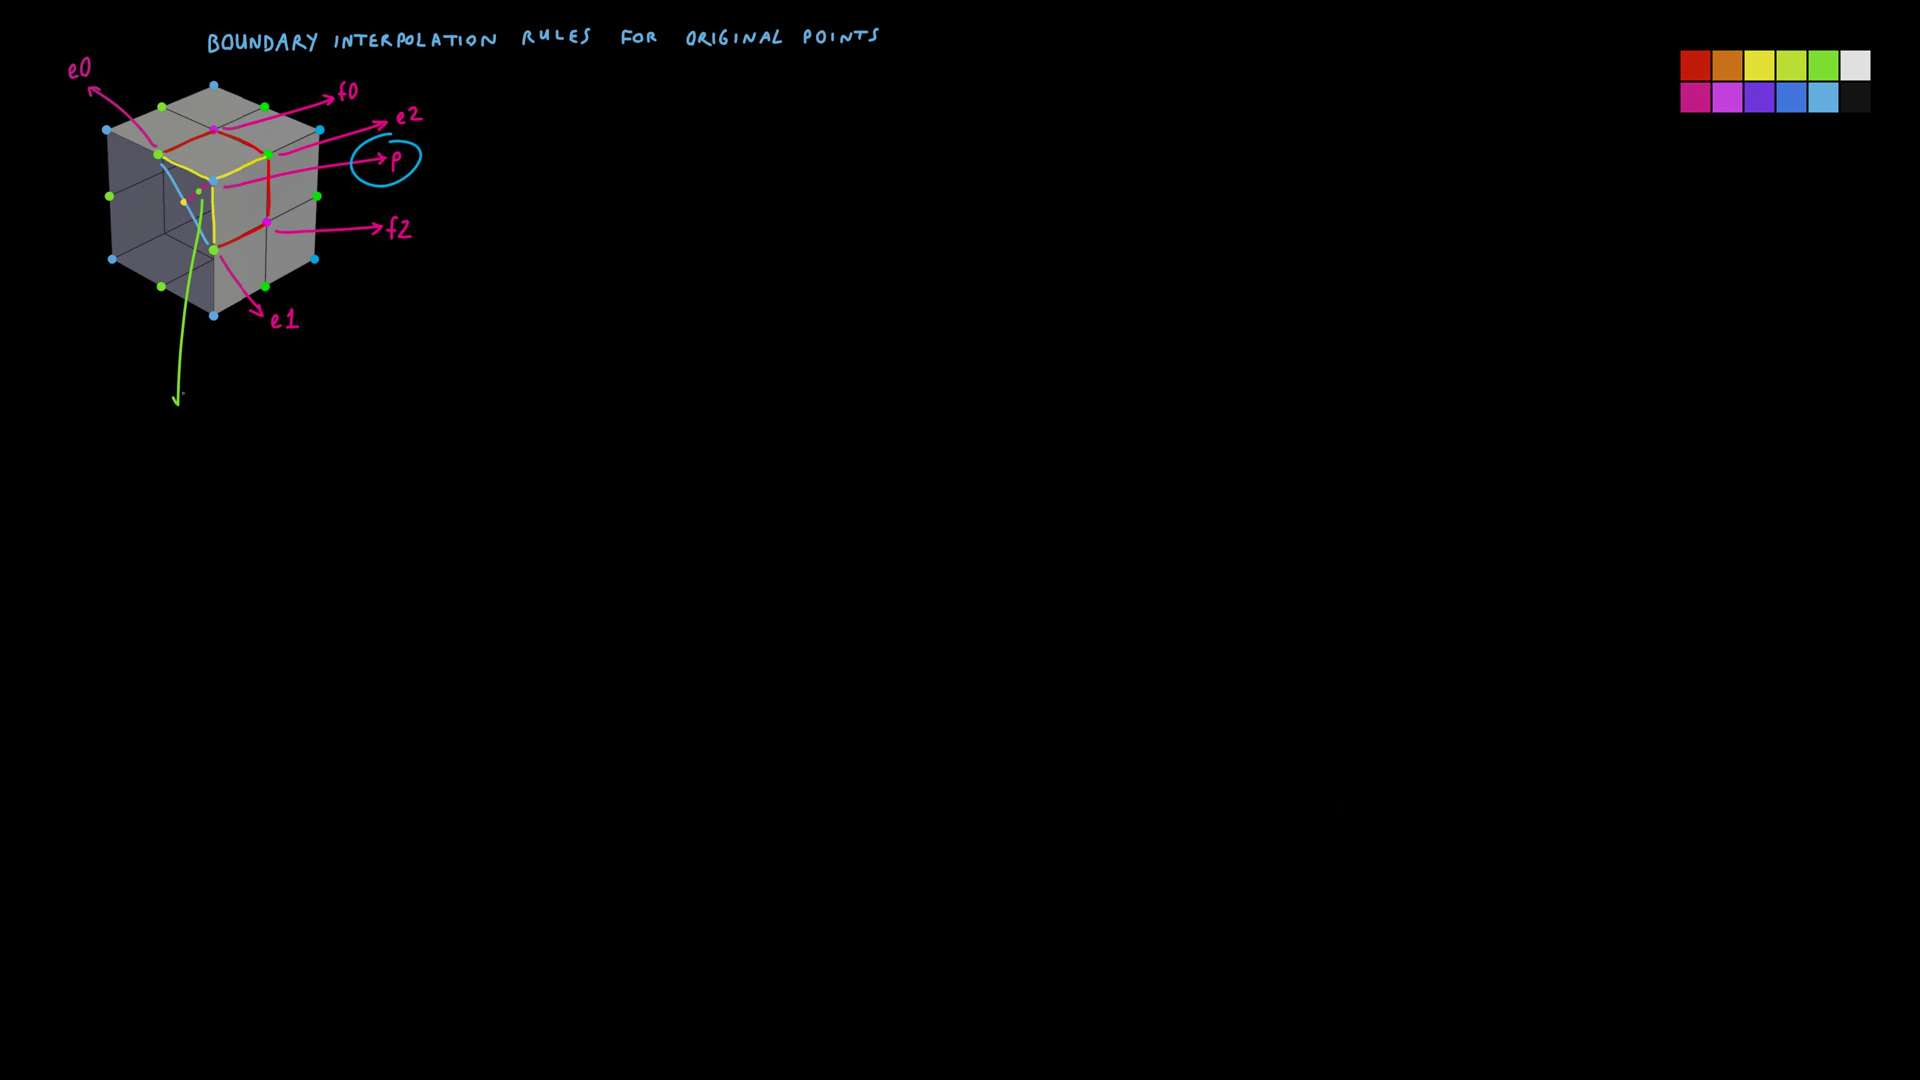 BOUNDARY INTERPOLATION RULES FOR ORIGINAL POINTS
e0
f0
e2
p
f2
e1